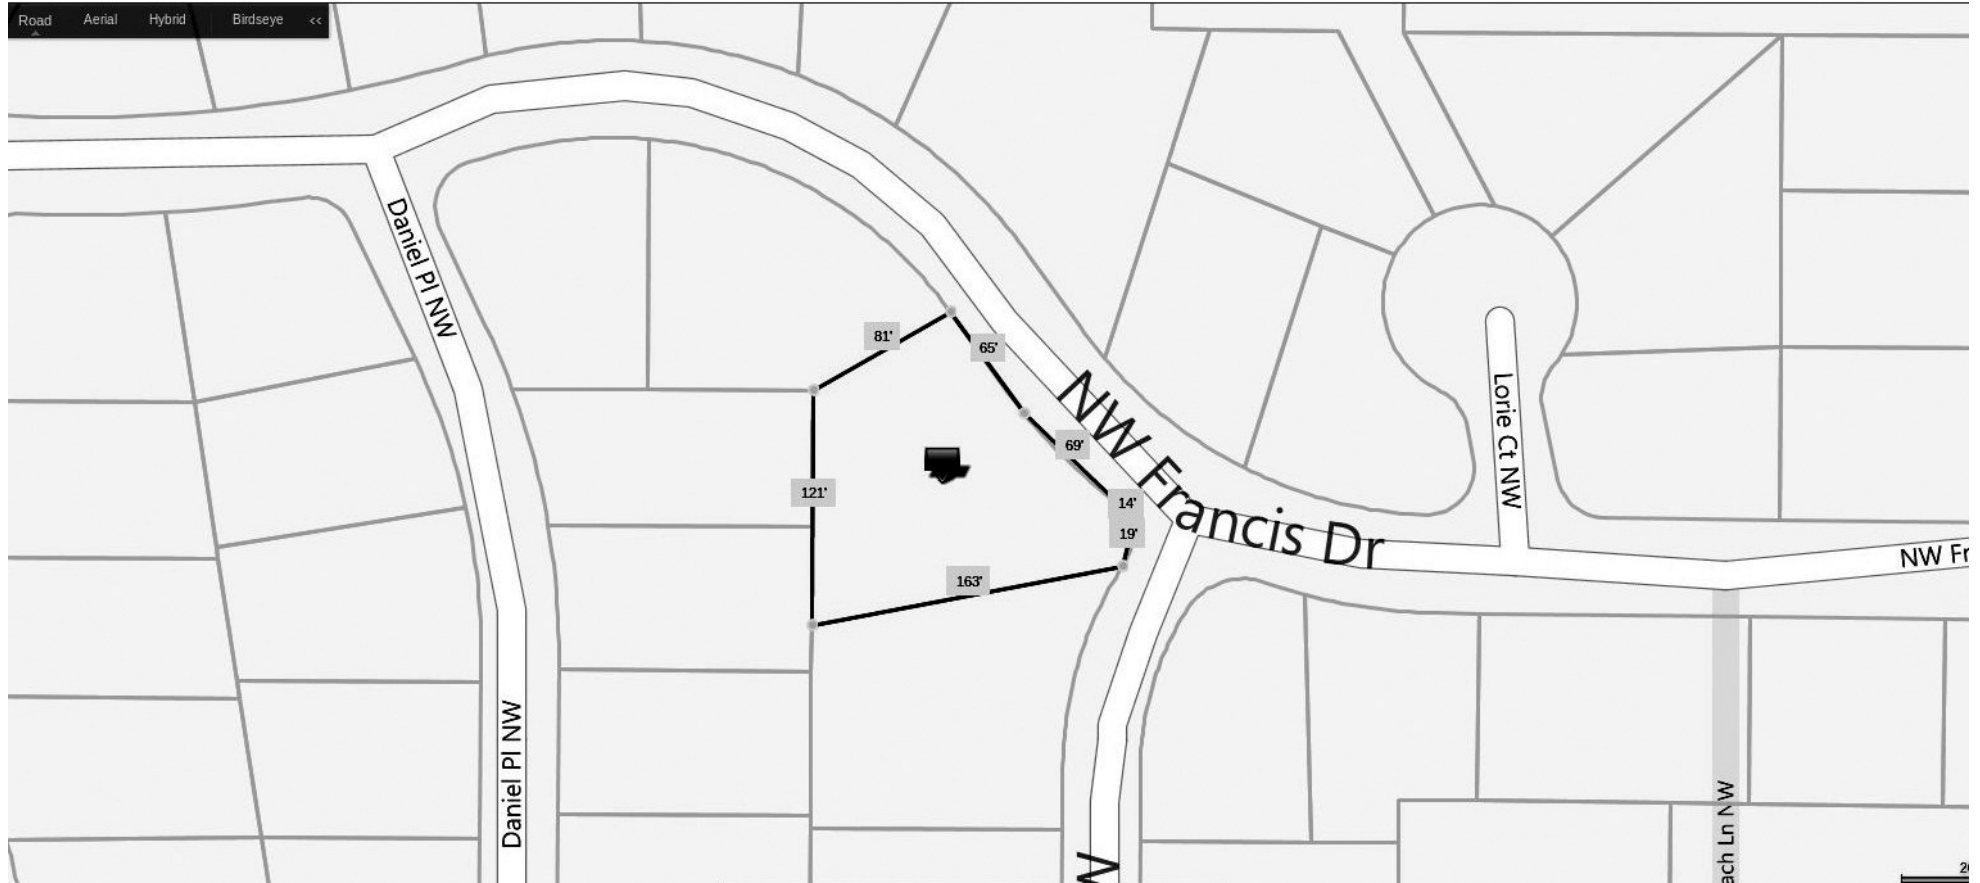 Road Aerial Hybrid Birdseye <<
Daniel Pl NW
81'
65'
NW Francis Dr
Lorie Ct NW
69'
121'
14'
19'
NW Fr
163'
Daniel Pl NW
ach Ln NW
W